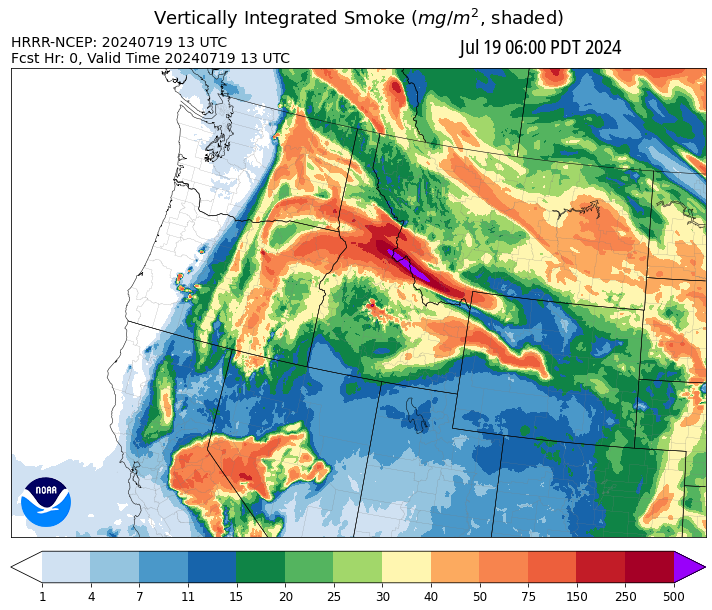 Vertically Integrated Smoke (mg/m², shaded)
HRRR-NCEP: 20240719 13 UTC
Jul 19 06:00 PDT 2024
Fcst Hr: 0, Valid Time 20240719 13 UTC
NOAA
1 4 7 11 15 20 25 30 40 50 75 150 250 500